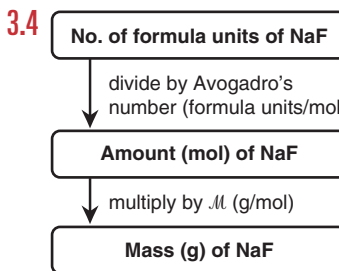 3.4
No. of formula units of NaF
divide by Avogadro’s
number (formula units/mol
Amount (mol) of NaF
multiply by ℳ (g/mol)
Mass (g) of NaF